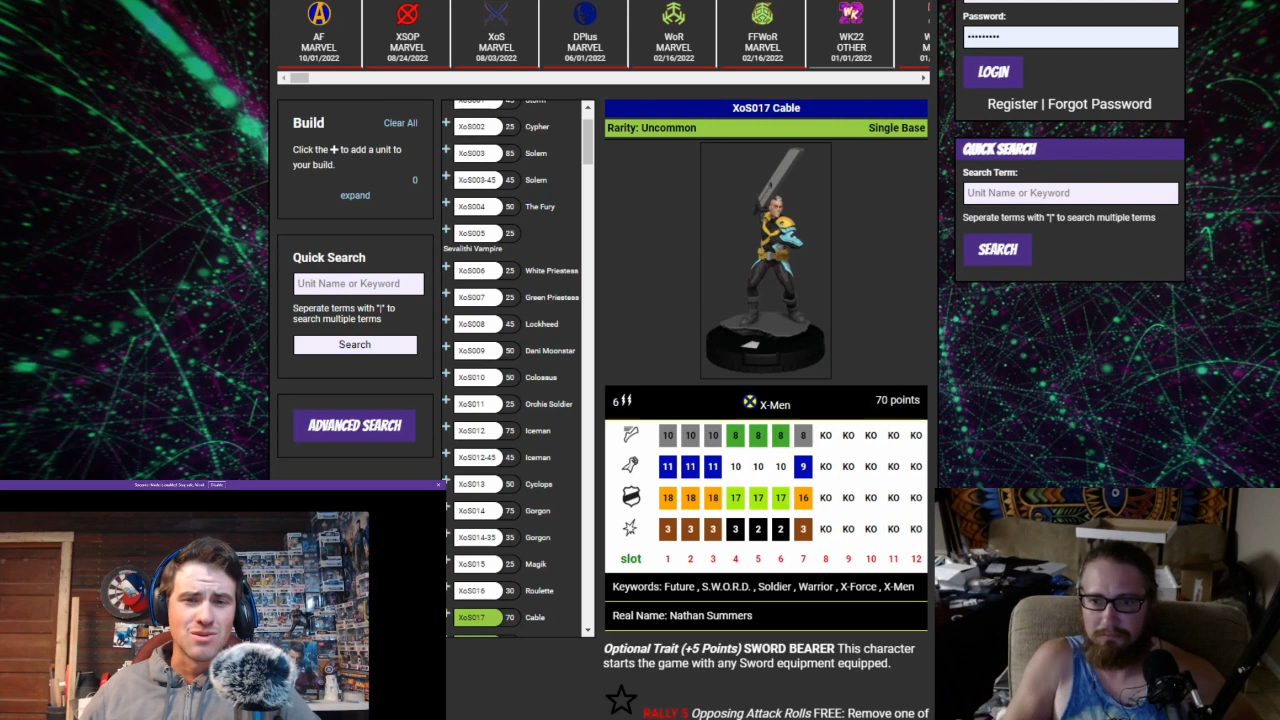 AF
MARVEL
10/01/2022
XSOP
MARVEL
08/24/2022
XoS
MARVEL
08/03/2022
DPlus
MARVEL
06/01/2022
WoR
MARVEL
02/16/2022
FFWoR
MARVEL
02/16/2022
WK22
OTHER
01/01/2022
Build
Clear All
Click the + to add a unit to
your build.
0
expand
Quick Search
Unit Name or Keyword
Seperate terms with "|" to
search multiple terms
Search
ADVANCED SEARCH
XoS002 25 Cypher
XoS003 85 Solem
XoS003-45 45 Solem
XoS004 50 The Fury
XoS005 25
Sevalithi Vampire
XoS006 25 White Priestess
XoS007 25 Green Priestess
XoS008 45 Lockheed
XoS009 50 Dani Moonstar
XoS010 50 Colossus
XoS011 25 Orchis Soldier
XoS012 75 Iceman
XoS012-45 45 Iceman
XoS013 50 Cyclops
XoS014 75 Gorgon
XoS014-35 35 Gorgon
XoS015 25 Magik
XoS016 30 Roulette
XoS017 70 Cable
XoS017 Cable
Rarity: Uncommon Single Base
6 X-Men 70 points
10 10 10 8 8 8 8 KO KO KO KO KO
11 11 11 10 10 10 9 KO KO KO KO KO
18 18 18 17 17 17 16 KO KO KO KO KO
3 3 3 3 2 2 3 KO KO KO KO KO
slot 1 2 3 4 5 6 7 8 9 10 11 12
Keywords: Future , S.W.O.R.D. , Soldier , Warrior , X-Force , X-Men
Real Name: Nathan Summers
Optional Trait (+5 Points) SWORD BEARER This character
starts the game with any Sword equipment equipped.
RALLY 5 Opposing Attack Rolls FREE: Remove one of
Password:
•••••••••
LOGIN
Register | Forgot Password
QUICK SEARCH
Search Term:
Unit Name or Keyword
Seperate terms with "|" to search multiple terms
SEARCH